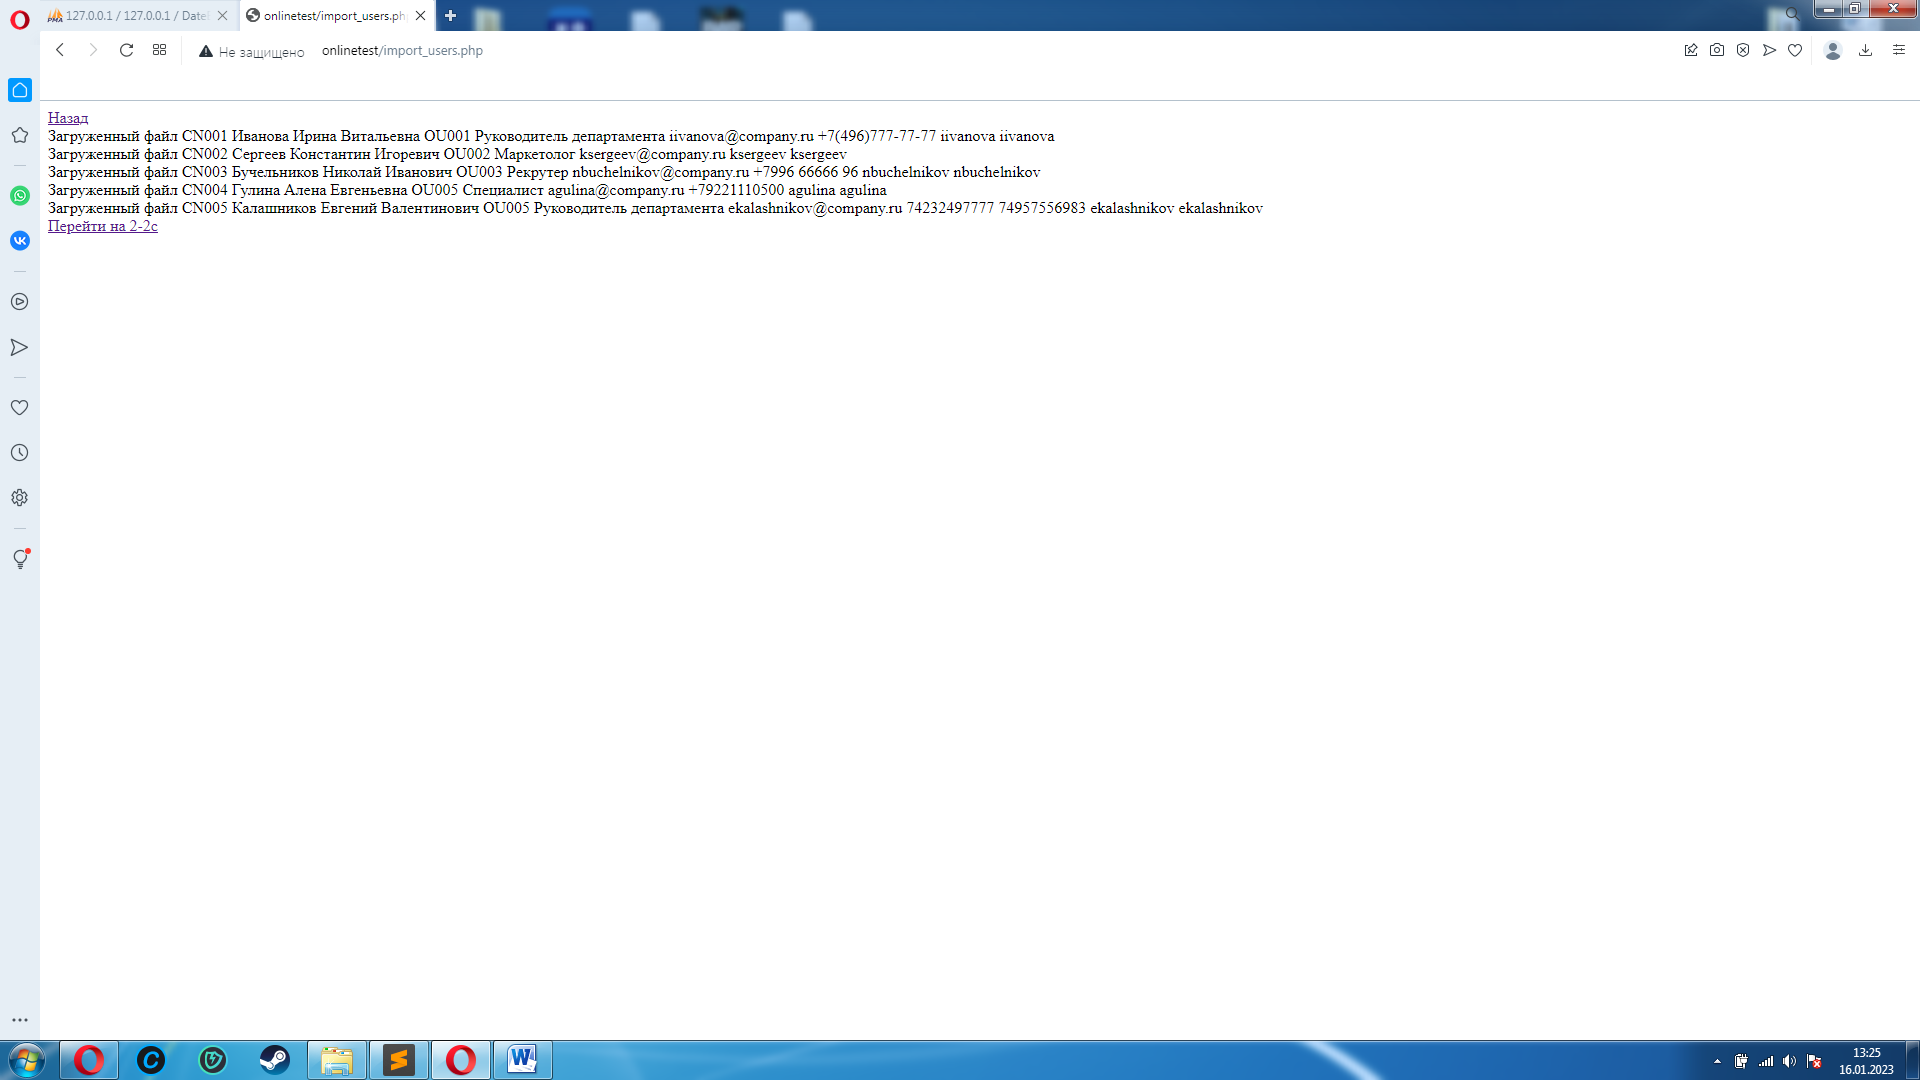 127.0.0.1 / 127.0.0.1 / Date
onlinetest/import_users.ph
Не защищено onlinetest/import_users.php
Назад
Загруженный файл CN001 Иванова Ирина Витальевна OU001 Руководитель департамента iivanova@company.ru +7(496)777-77-77 iivanova iivanova
Загруженный файл CN002 Сергеев Константин Игоревич OU002 Маркетолог ksergeev@company.ru ksergeev ksergeev
Загруженный файл CN003 Бучельников Николай Иванович OU003 Рекрутер nbuchelnikov@company.ru +7996 66666 96 nbuchelnikov nbuchelnikov
Загруженный файл CN004 Гулина Алена Евгеньевна OU005 Специалист agulina@company.ru +79221110500 agulina agulina
Загруженный файл CN005 Калашников Евгений Валентинович OU005 Руководитель департамента ekalashnikov@company.ru 74232497777 74957556983 ekalashnikov ekalashnikov
Перейти на 2-2с
13:25
16.01.2023